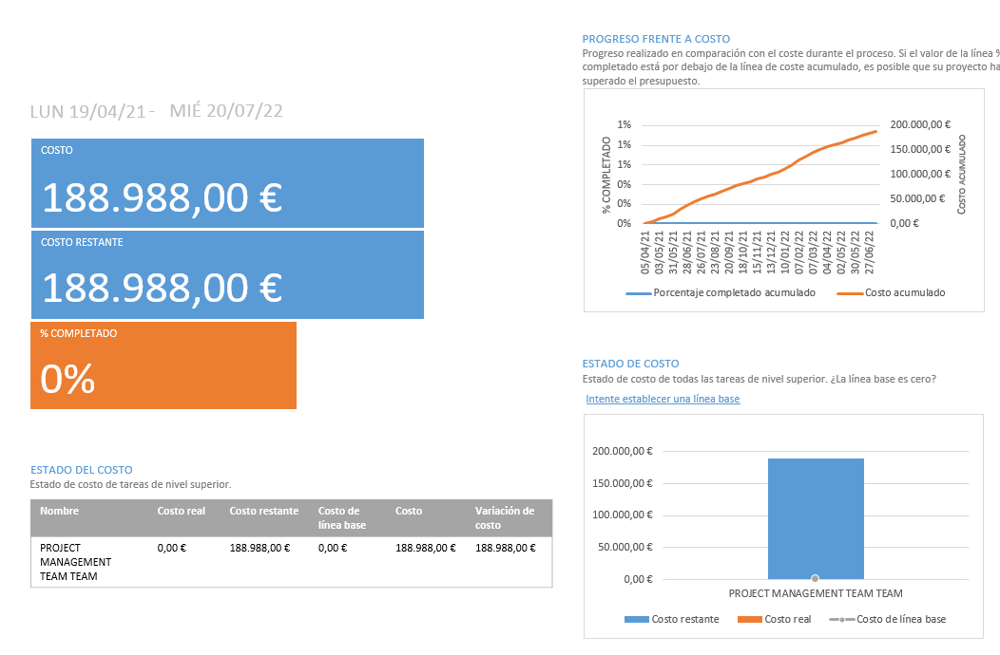 LUN 19/04/21 - MIÉ 20/07/22
COSTO
188.988,00 €
COSTO RESTANTE
188.988,00 €
% COMPLETADO
0%
ESTADO DEL COSTO
Estado de costo de tareas de nivel superior.
Nombre Costo real Costo restante Costo de línea base Costo Variación de costo
PROJECT MANAGEMENT TEAM TEAM 0,00 € 188.988,00 € 0,00 € 188.988,00 € 188.988,00 €
PROGRESO FRENTE A COSTO
Progreso realizado en comparación con el coste durante el proceso. Si el valor de la línea %
completado está por debajo de la línea de coste acumulado, es posible que su proyecto ha
superado el presupuesto.
% COMPLETADO
1%
1%
1%
0%
0%
0%
200.000,00 €
150.000,00 €
100.000,00 €
50.000,00 €
0,00 €
COSTO ACUMULADO
05/04/21
03/05/21
31/05/21
28/06/21
26/07/21
23/08/21
20/09/21
18/10/21
15/11/21
13/12/21
10/01/22
07/02/22
07/03/22
04/04/22
02/05/22
30/05/22
27/06/22
Porcentaje completado acumulado Costo acumulado
ESTADO DE COSTO
Estado de costo de todas las tareas de nivel superior. ¿La línea base es cero?
Intente establecer una línea base
200.000,00 €
150.000,00 €
100.000,00 €
50.000,00 €
0,00 €
PROJECT MANAGEMENT TEAM TEAM
Costo restante Costo real Costo de línea base